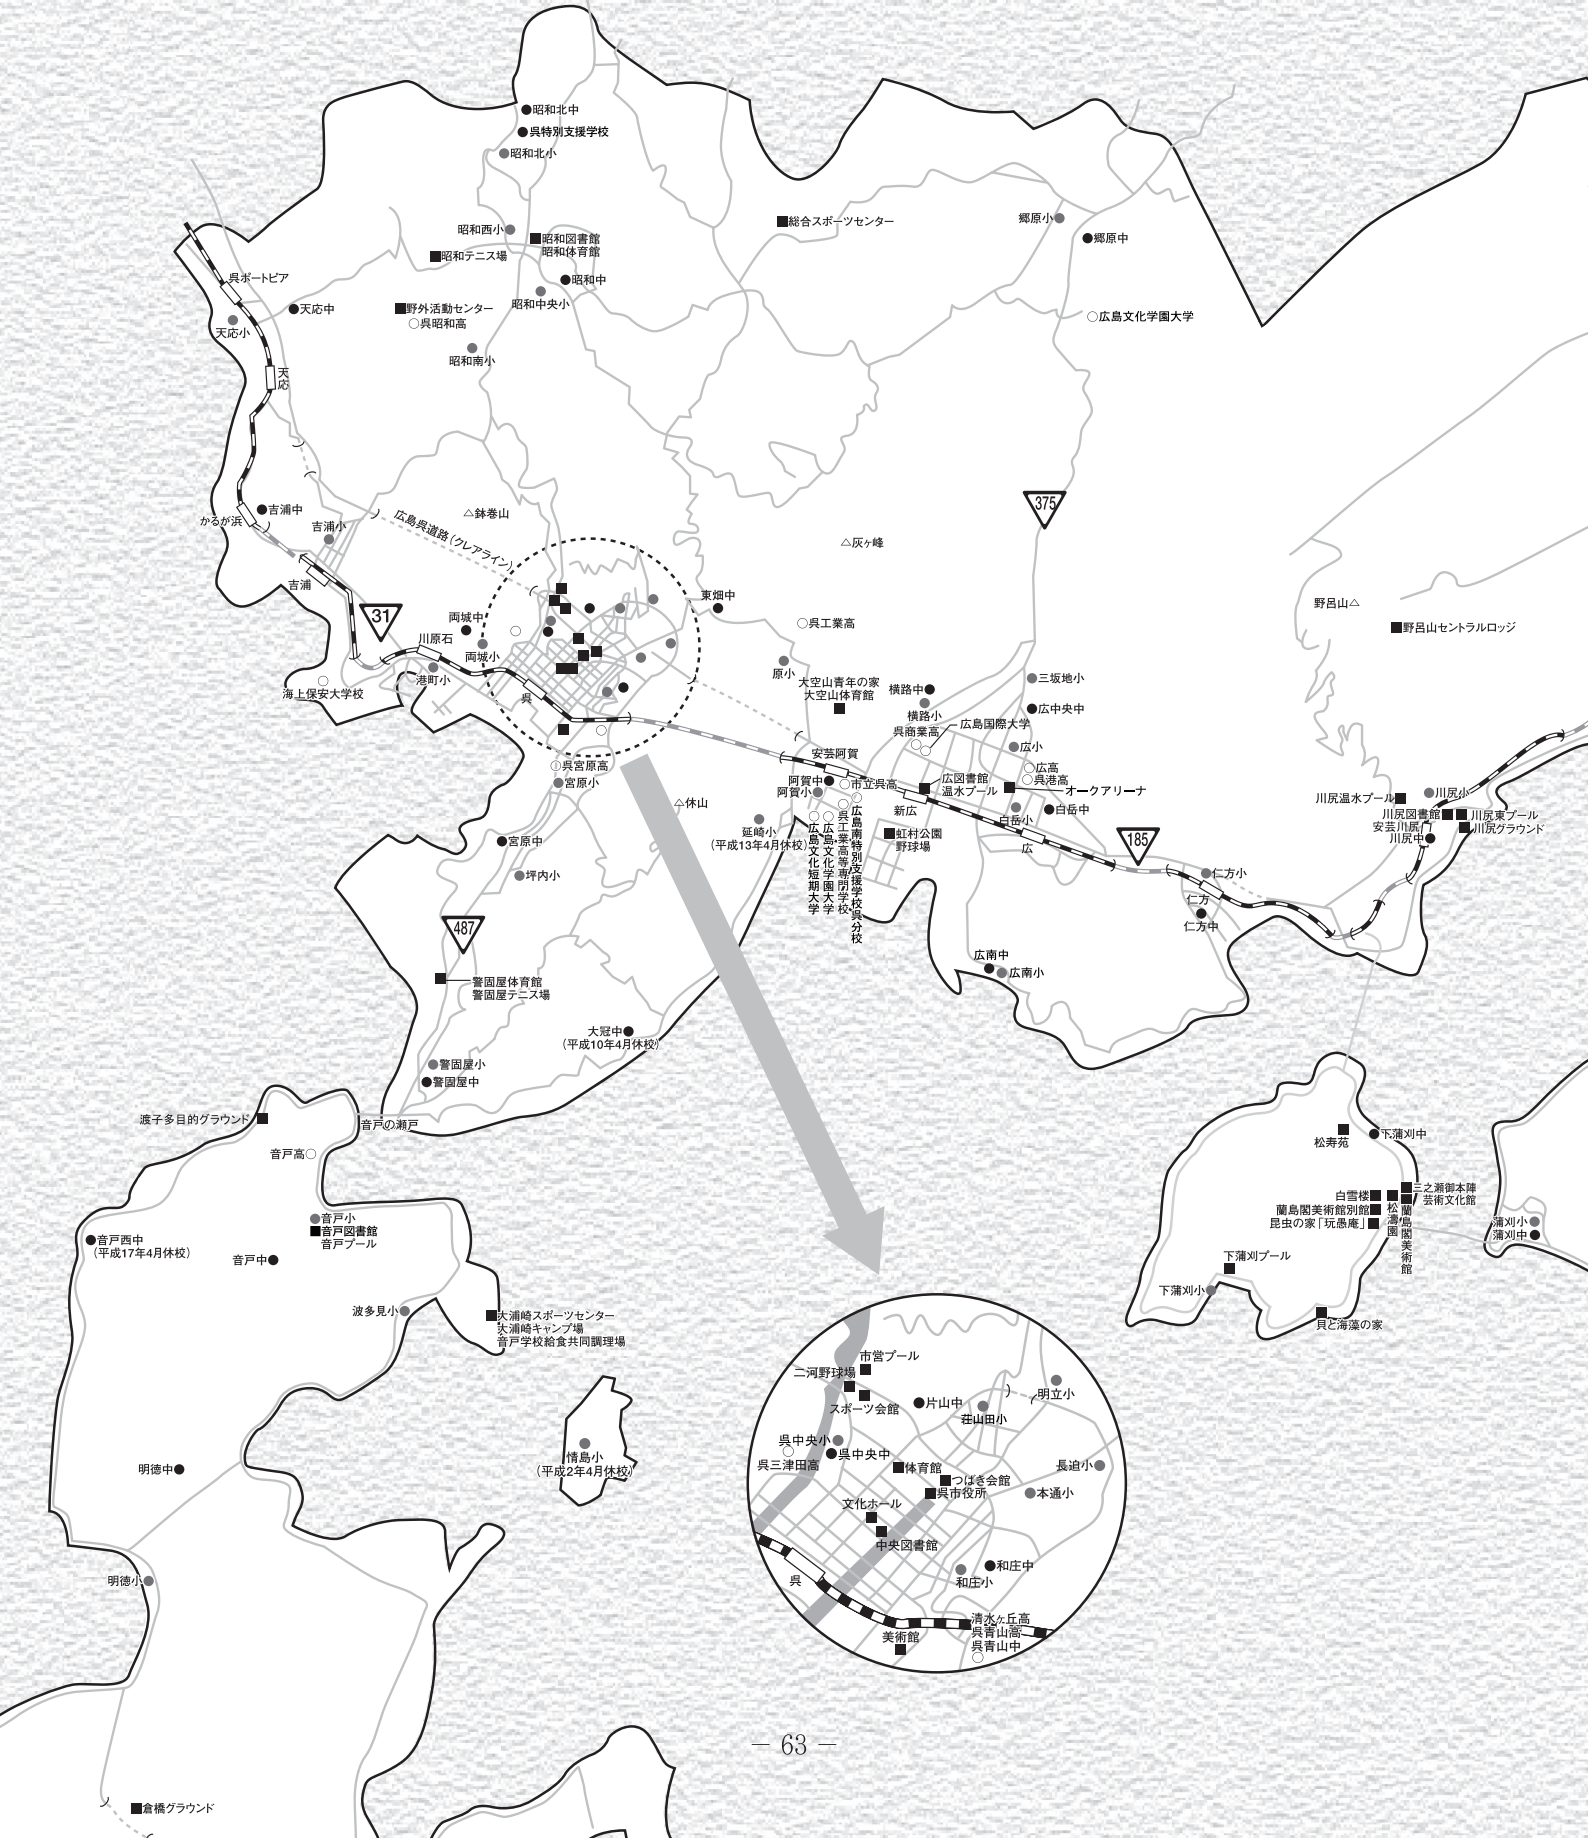 昭和北中
呉特別支援学校
昭和北小
昭和西小
昭和図書館
昭和体育館
昭和テニス場
総合スポーツセンター
郷原小
郷原中
呉ポートピア
天応中
天応小
昭和中
昭和中央小
野外活動センター
呉昭和高
広島文化学園大学
昭和南小
天応
375
吉浦中
かるが浜
吉浦小
鉢巻山
広島呉道路(クレアライン)
灰ヶ峰
吉浦
31
東畑中
両城中
呉工業高
野呂山
野呂山セントラルロッジ
川原石
両城小
原小
港町小
海上保安大学校
呉
大空山青年の家
大空山体育館
三坂地小
横路中
横路小
広中央中
呉商業高
広島国際大学
広小
安芸阿賀
呉宮原高
宮原小
広高
呉港高
阿賀中
阿賀小
市立呉高
広図書館
温水プール
オークアリーナ
新広
休山
白岳中
白岳小
川尻温水プール
川尻小
川尻図書館
川尻東プール
安芸川尻
川尻グラウンド
川尻中
延崎小
(平成13年4月休校)
広島文化短期大学
広島文化学園大学
呉工業高等専門学校
広島南特別支援学校呉分校
虹村公園
野球場
広
185
宮原中
坪内小
仁方小
仁方
仁方中
487
広南中
広南小
警固屋体育館
警固屋テニス場
大冠中
(平成10年4月休校)
警固屋小
警固屋中
渡子多目的グラウンド
音戸の瀬戸
音戸高
松寿苑
下蒲刈中
三之瀬御本陣
芸術文化館
白雪楼
松濤園
蘭島閣美術館
蘭島閣美術館別館
昆虫の家「玩愚庵」
蒲刈小
蒲刈中
音戸小
音戸図書館
音戸プール
音戸西中
(平成17年4月休校)
音戸中
下蒲刈プール
下蒲刈小
貝と海藻の家
波多見小
大浦崎スポーツセンター
大浦崎キャンプ場
音戸学校給食共同調理場
市営プール
二河野球場
スポーツ会館
片山中
荘山田小
明立小
呉中央小
呉中央中
呉三津田高
体育館
つばき会館
呉市役所
長迫小
本通小
文化ホール
中央図書館
和庄中
和庄小
呉
清水ヶ丘高
呉青山高
呉青山中
美術館
情島小
(平成2年4月休校)
明徳中
明徳小
倉橋グラウンド
－ 63 －